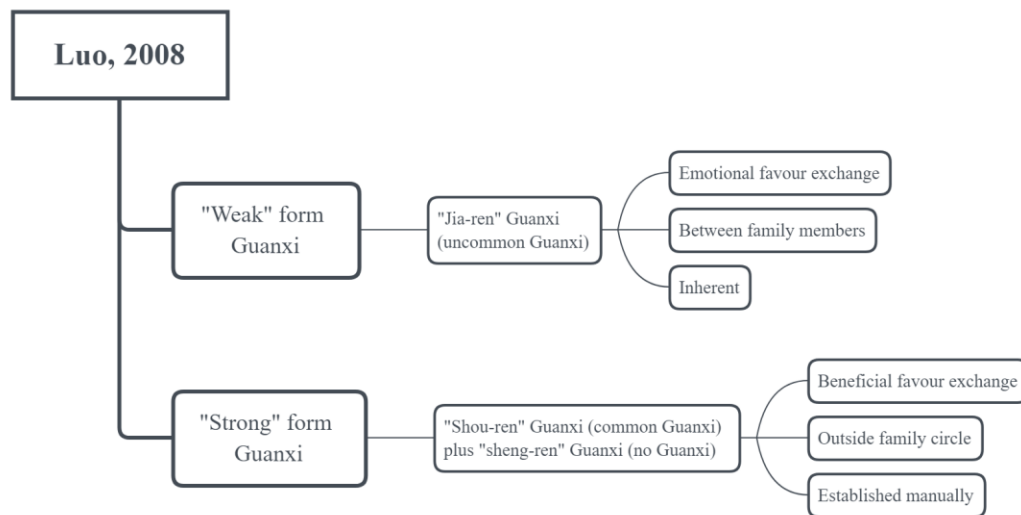 Luo, 2008
"Weak" form
Guanxi
"Jia-ren" Guanxi
(uncommon Guanxi)
Emotional favour exchange
Between family members
Inherent
"Strong" form
Guanxi
"Shou-ren" Guanxi (common Guanxi)
plus "sheng-ren" Guanxi (no Guanxi)
Beneficial favour exchange
Outside family circle
Established manually